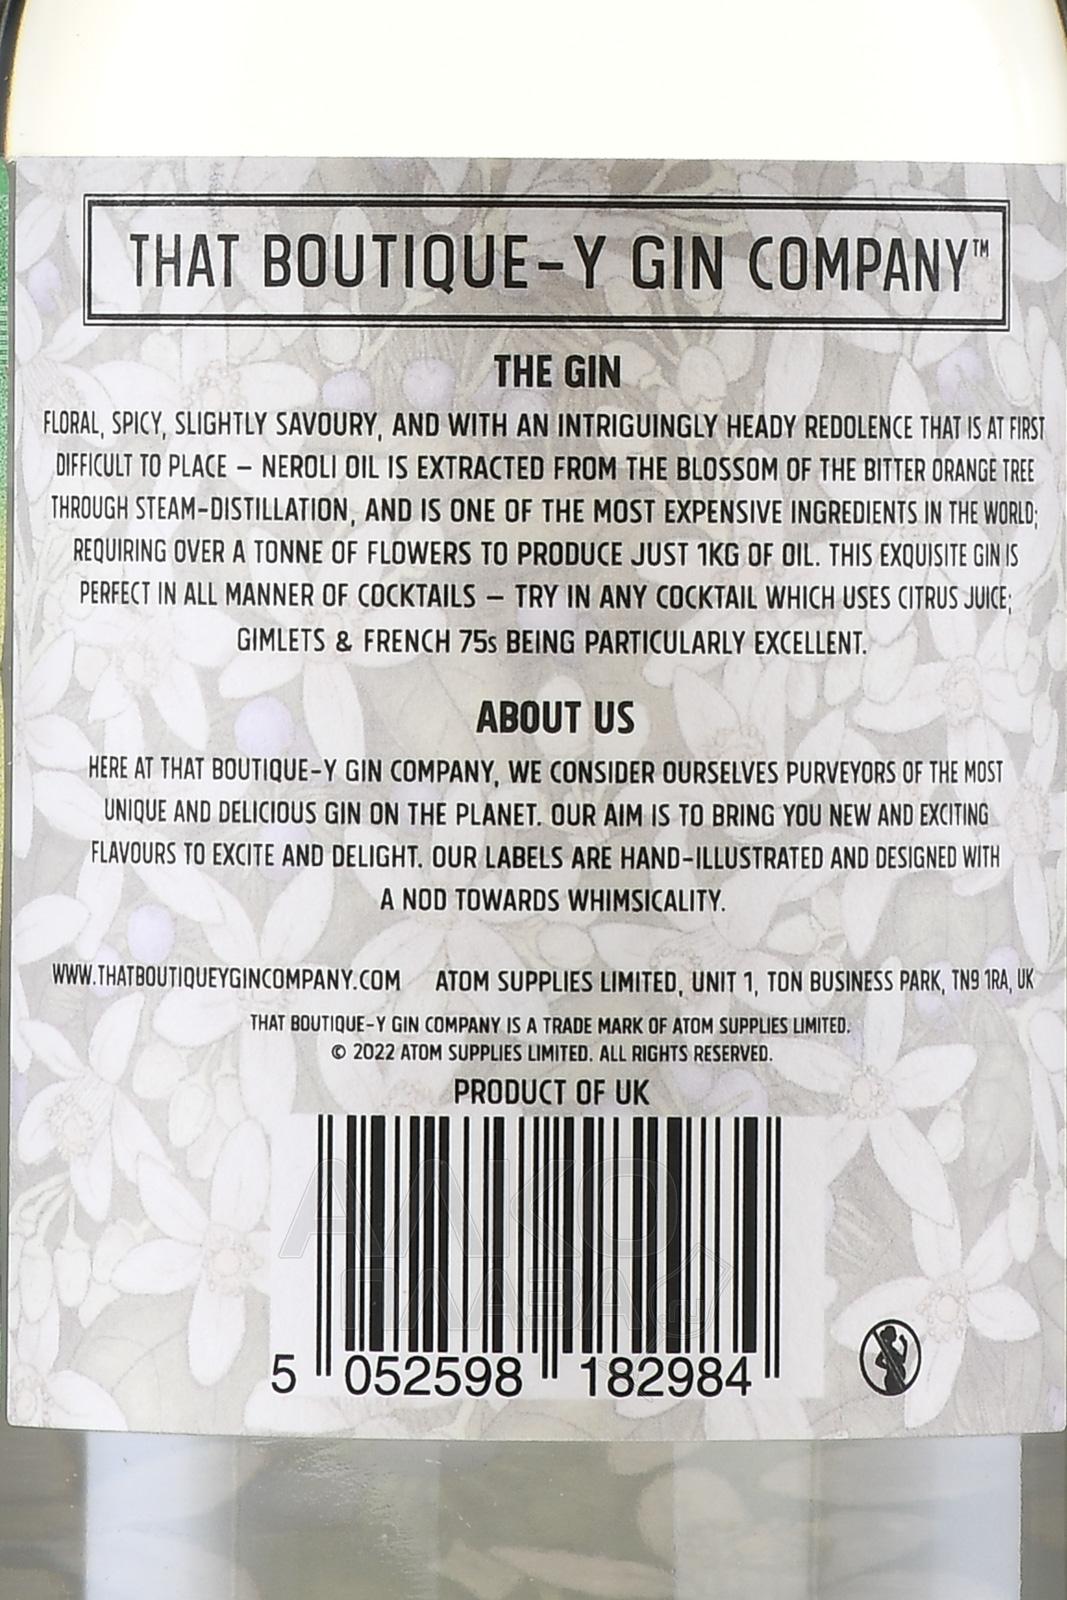 THAT BOUTIQUE-Y GIN COMPANY™
THE GIN
FLORAL, SPICY, SLIGHTLY SAVOURY, AND WITH AN INTRIGUINGLY HEADY REDOLENCE THAT IS AT FIRST
DIFFICULT TO PLACE – NEROLI OIL IS EXTRACTED FROM THE BLOSSOM OF THE BITTER ORANGE TREE
THROUGH STEAM-DISTILLATION, AND IS ONE OF THE MOST EXPENSIVE INGREDIENTS IN THE WORLD;
REQUIRING OVER A TONNE OF FLOWERS TO PRODUCE JUST 1KG OF OIL. THIS EXQUISITE GIN IS
PERFECT IN ALL MANNER OF COCKTAILS – TRY IN ANY COCKTAIL WHICH USES CITRUS JUICE;
GIMLETS & FRENCH 75s BEING PARTICULARLY EXCELLENT.
ABOUT US
HERE AT THAT BOUTIQUE-Y GIN COMPANY, WE CONSIDER OURSELVES PURVEYORS OF THE MOST
UNIQUE AND DELICIOUS GIN ON THE PLANET. OUR AIM IS TO BRING YOU NEW AND EXCITING
FLAVOURS TO EXCITE AND DELIGHT. OUR LABELS ARE HAND-ILLUSTRATED AND DESIGNED WITH
A NOD TOWARDS WHIMSICALITY.
WWW.THATBOUTIQUEYGINCOMPANY.COM ATOM SUPPLIES LIMITED, UNIT 1, TON BUSINESS PARK, TN9 1RA, UK
THAT BOUTIQUE-Y GIN COMPANY IS A TRADE MARK OF ATOM SUPPLIES LIMITED.
© 2022 ATOM SUPPLIES LIMITED. ALL RIGHTS RESERVED.
PRODUCT OF UK
АЛКО
ПЛАЗА
5 052598 182984